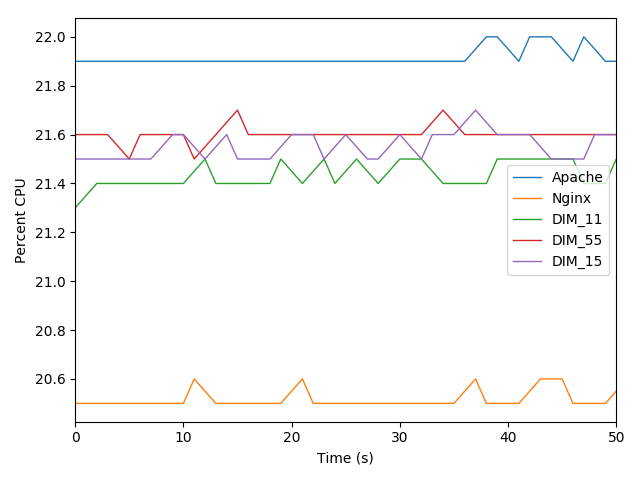 22.0
21.8
21.6
21.4
21.2
21.0
20.8
20.6
Percent CPU
Apache
Nginx
DIM_11
DIM_55
DIM_15
0 10 20 30 40 50
Time (s)